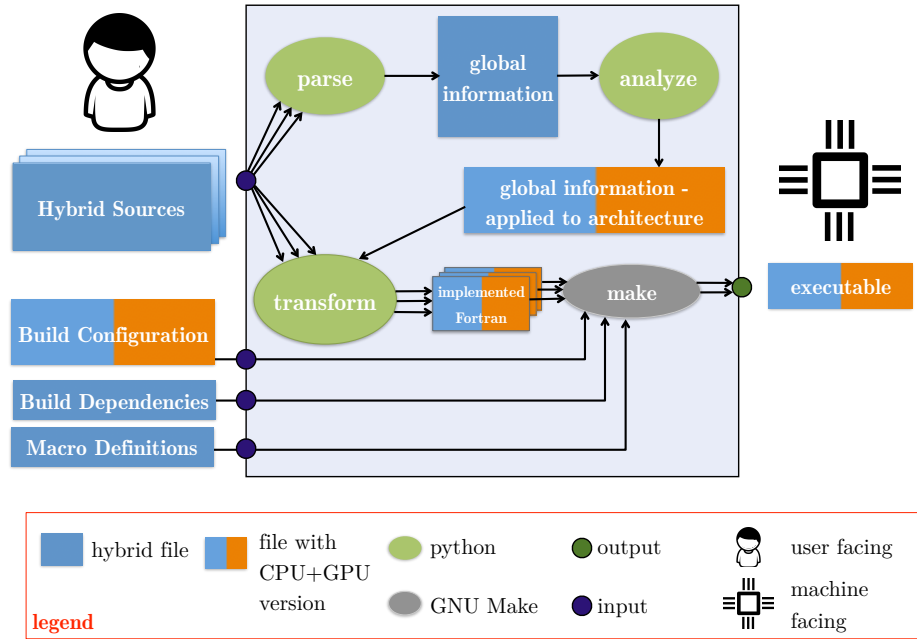 parse
global
information
analyze
Hybrid Sources
global information -
applied to architecture
transform
implemented
Fortran
make
executable
Build Configuration
Build Dependencies
Macro Definitions
hybrid file
file with
CPU+GPU
version
python
GNU Make
output
input
user facing
machine
facing
legend